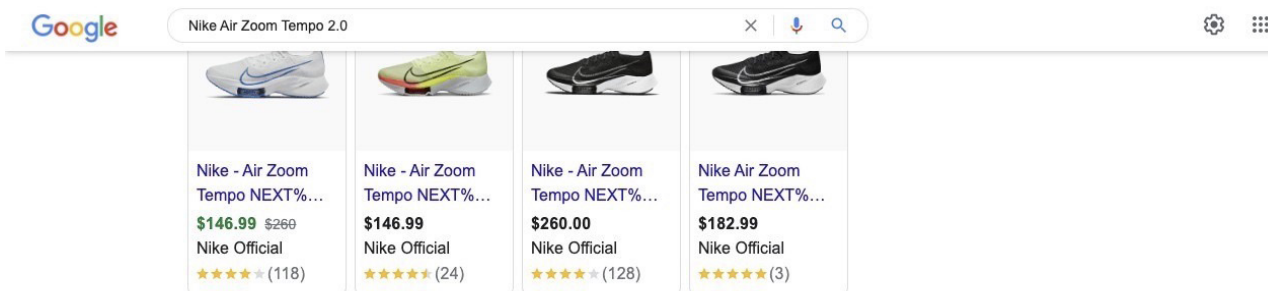 Google
Nike Air Zoom Tempo 2.0
Nike - Air Zoom
Tempo NEXT%...
$146.99 $260
Nike Official
(118)
Nike - Air Zoom
Tempo NEXT%...
$146.99
Nike Official
(24)
Nike - Air Zoom
Tempo NEXT%...
$260.00
Nike Official
(128)
Nike Air Zoom
Tempo NEXT%...
$182.99
Nike Official
(3)